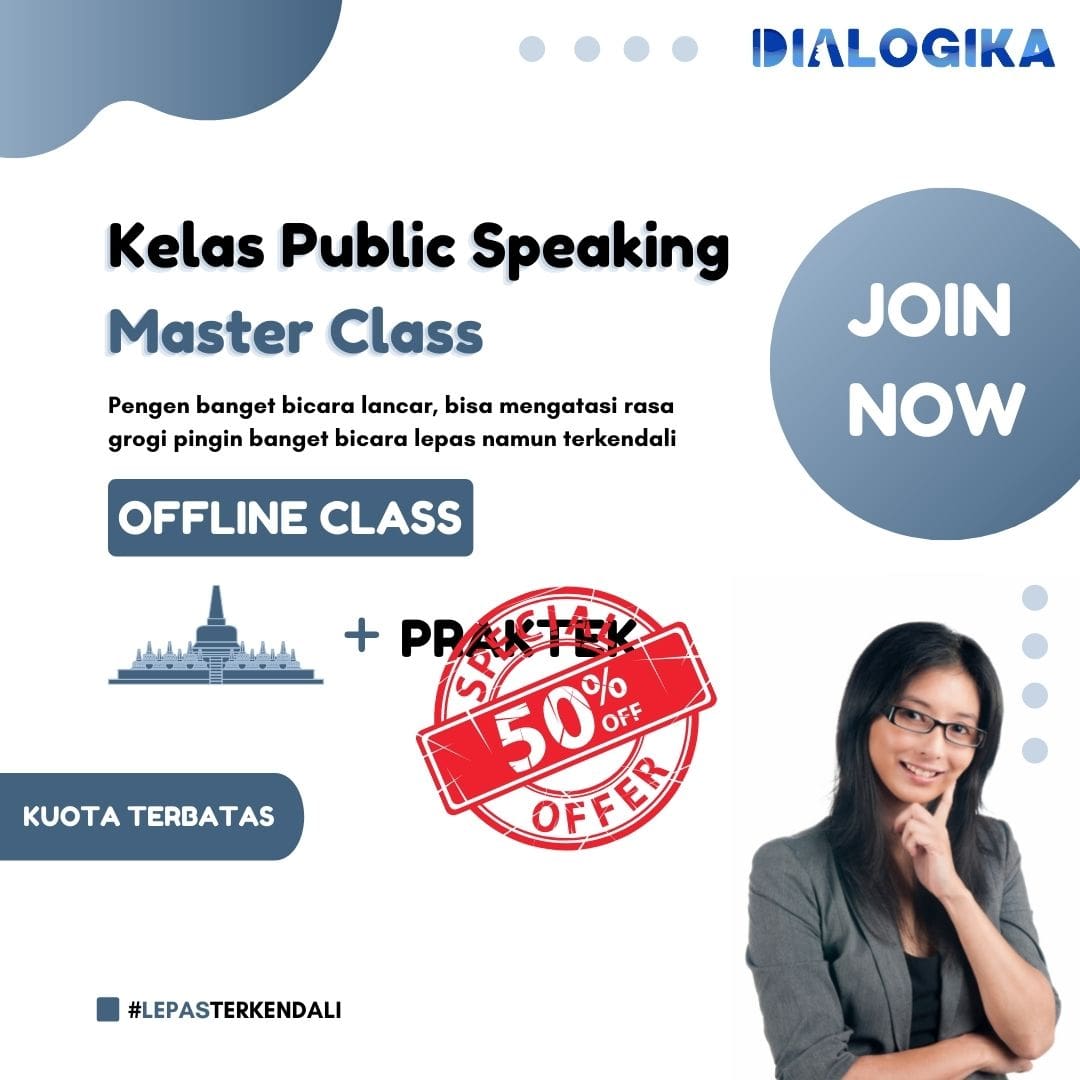 DIALOGIKA
Kelas Public Speaking
Master Class
JOIN
NOW
Pengen banget bicara lancar, bisa mengatasi rasa
grogi pingin banget bicara lepas namun terkendali
OFFLINE CLASS
+ PRAKTEK
SPECIAL
50% OFF
OFFER
KUOTA TERBATAS
#LEPASTERKENDALI